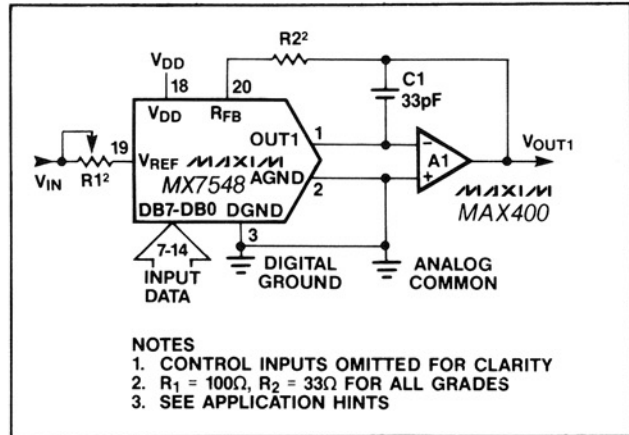 R2²
VDD
18
20
C1
33pF
VDD
RFB
OUT1
1
19
VREF
MAXIM
MX7548
AGND
2
−
A1
+
VOUT1
MAXIM
MAX400
VIN
R1²
DB7-DB0
DGND
3
7-14
INPUT
DATA
DIGITAL
GROUND
ANALOG
COMMON
NOTES
1. CONTROL INPUTS OMITTED FOR CLARITY
2. R1 = 100Ω, R2 = 33Ω FOR ALL GRADES
3. SEE APPLICATION HINTS